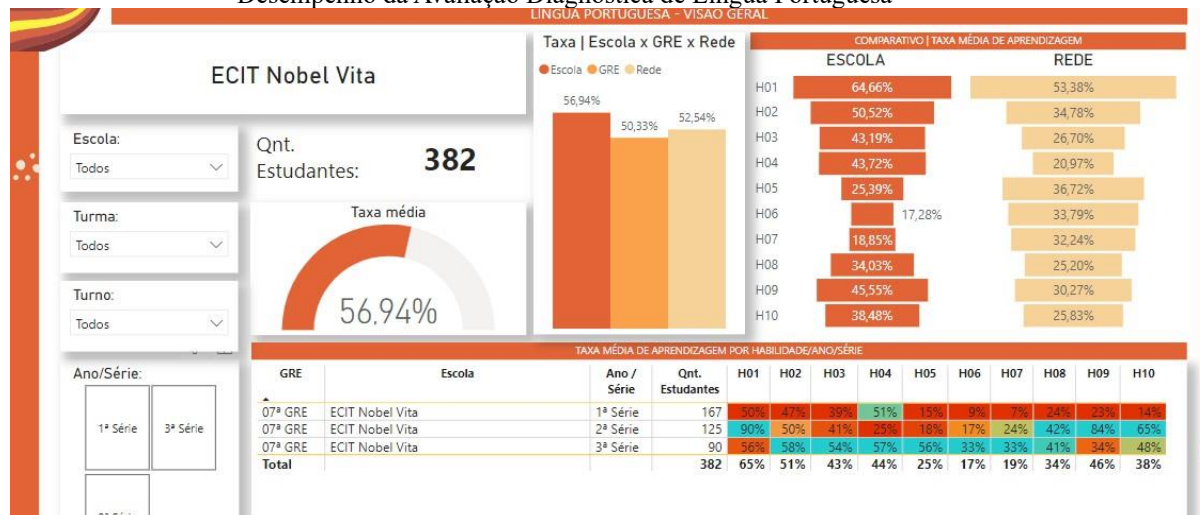 Desempenho da Avaliação Diagnóstica de Língua Portuguesa
LÍNGUA PORTUGUESA - VISÃO GERAL
ECIT Nobel Vita
Escola:
Todos
Turma:
Todos
Turno:
Todos
Ano/Série:
1ª Série
3ª Série
Qnt.
Estudantes:
382
Taxa média
56,94%
Taxa | Escola x GRE x Rede
Escola GRE Rede
56,94%
50,33%
52,54%
COMPARATIVO | TAXA MÉDIA DE APRENDIZAGEM
ESCOLA REDE
H01 64,66% 53,38%
H02 50,52% 34,78%
H03 43,19% 26,70%
H04 43,72% 20,97%
H05 25,39% 36,72%
H06 17,28% 33,79%
H07 18,85% 32,24%
H08 34,03% 25,20%
H09 45,55% 30,27%
H10 38,48% 25,83%
TAXA MÉDIA DE APRENDIZAGEM POR HABILIDADE/ANO/SÉRIE
GRE Escola Ano / Série Qnt. Estudantes H01 H02 H03 H04 H05 H06 H07 H08 H09 H10
07ª GRE ECIT Nobel Vita 1ª Série 167 50% 47% 39% 51% 15% 9% 7% 24% 23% 14%
07ª GRE ECIT Nobel Vita 2ª Série 125 90% 50% 41% 25% 18% 17% 24% 42% 84% 65%
07ª GRE ECIT Nobel Vita 3ª Série 90 56% 58% 54% 57% 56% 33% 33% 41% 34% 48%
Total 382 65% 51% 43% 44% 25% 17% 19% 34% 46% 38%